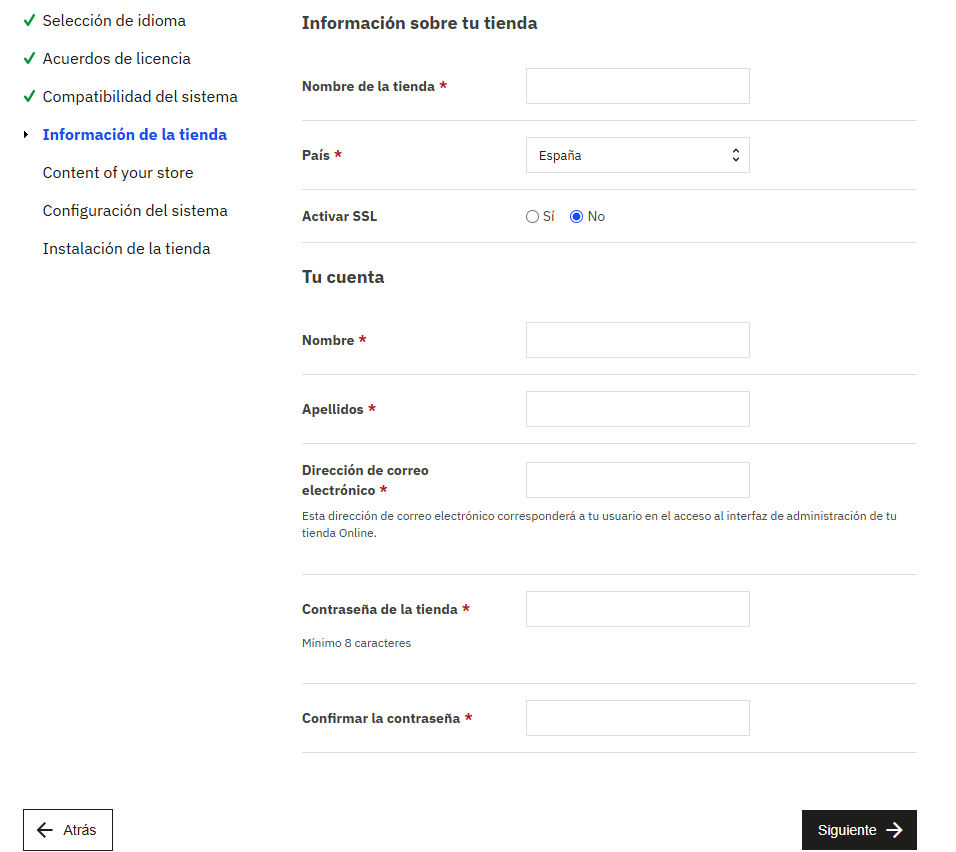 Selección de idioma
Acuerdos de licencia
Compatibilidad del sistema
Información de la tienda
Content of your store
Configuración del sistema
Instalación de la tienda
Información sobre tu tienda
Nombre de la tienda *
País *
España
Activar SSL
Sí
No
Tu cuenta
Nombre *
Apellidos *
Dirección de correo
electrónico *
Esta dirección de correo electrónico corresponderá a tu usuario en el acceso al interfaz de administración de tu
tienda Online.
Contraseña de la tienda *
Mínimo 8 caracteres
Confirmar la contraseña *
Atrás
Siguiente